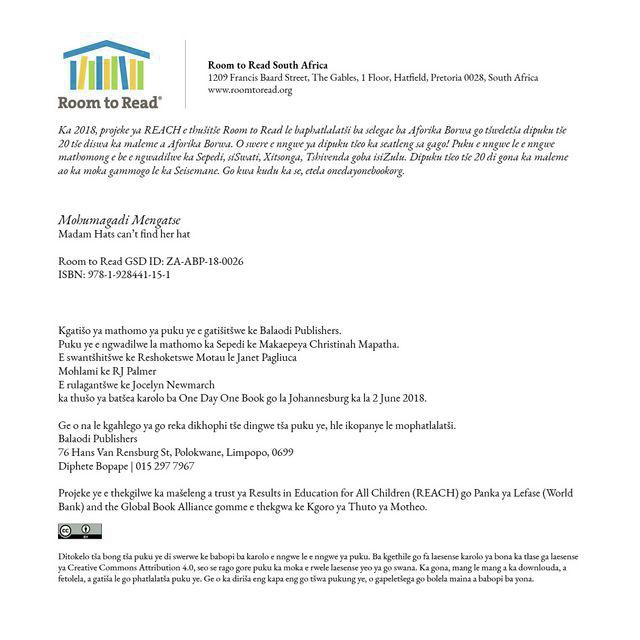 Room to Read®
Room to Read South Africa
1209 Francis Baard Street, The Gables, 1 Floor, Hatfield, Pretoria 0028, South Africa
www.roomtoread.org
Ka 2018, projeke ya REACH e thušitše Room to Read le baphatlalatši ba selegae ba Aforika Borwa go tšweletša dipuku tše
20 tše diswa ka maleme a Aforika Borwa. O swere e nngwe ya dipuku tšeo ka seatleng sa gago! Puku e nngwe le e nngwe
mathomong e be e ngwadilwe ka Sepedi, siSwati, Xitsonga, Tshivenda goba isiZulu. Dipuku tšeo tše 20 di gona ka maleme
ao ka moka gammogo le ka Seisemane. Go kwa kudu ka se, etela onedayonebookorg.
Mohumagadi Mengatse
Madam Hats can't find her hat
Room to Read GSD ID: ZA-ABP-18-0026
ISBN: 978-1-928441-15-1
Kgatišo ya mathomo ya puku ye e gatišitšwe ke Balaodi Publishers.
Puku ye e ngwadilwe la mathomo ka Sepedi ke Makaepeya Christinah Mapatha.
E swantšhitšwe ke Reshoketswe Motau le Janet Pagliuca
Mohlami ke RJ Palmer
E rulagantšwe ke Jocelyn Newmarch
ka thušo ya batšea karolo ba One Day One Book go la Johannesburg ka la 2 June 2018.
Ge o na le kgahlego ya go reka dikhophi tše dingwe tša puku ye, hle ikopanye le mophatlalatši.
Balaodi Publishers
76 Hans Van Rensburg St, Polokwane, Limpopo, 0699
Diphete Bopape | 015 297 7967
Projeke ye e thekgilwe ka mašeleng a trust ya Results in Education for All Children (REACH) go Panka ya Lefase (World
Bank) and the Global Book Alliance gomme e thekgwa ke Kgoro ya Thuto ya Motheo.
cc BY
Ditokelo tša bong tša puku ye di swerwe ke babopi ba karolo e nngwe le e nngwe ya puku. Ba kgethile go fa laesense karolo ya bona ka tlase ga laesense
ya Creative Commons Attribution 4.0, seo se rago gore puku ka moka e rwele laesense yeo ya go swana. Ka gona, mang le mang a ka downlouda, a
fetolela, a gatiša le go phatlalatša puku ye. Ge o ka diriša eng kapa eng go tšwa pukung ye, o gapeletšega go bolela maina a babopi ba yona.